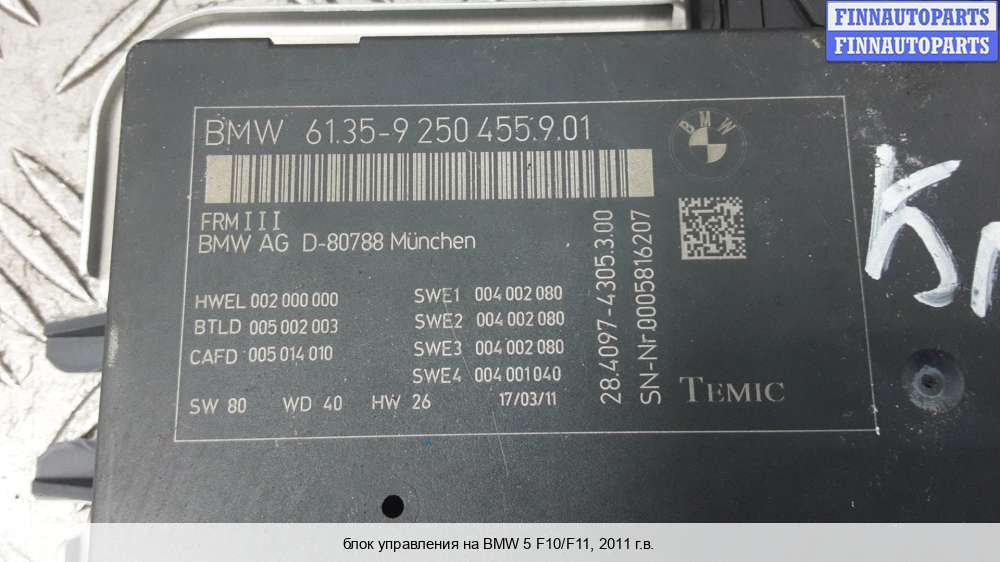 FINNAUTOPARTS
FINNAUTOPARTS
BMW 61.35-9 250 455.9.01
BMW
FRM III
BMW AG D-80788 München
HWEL 002 000 000
BTLD 005 002 003
CAFD 005 014 010
SWE1 004 002 080
SWE2 004 002 080
SWE3 004 002 080
SWE4 004 001 040
SW 80 WD 40 HW 26 17/03/11
28.4097-4305.3.00
SN-Nr0005816207
TEMIC
блок управления на BMW 5 F10/F11, 2011 г.в.